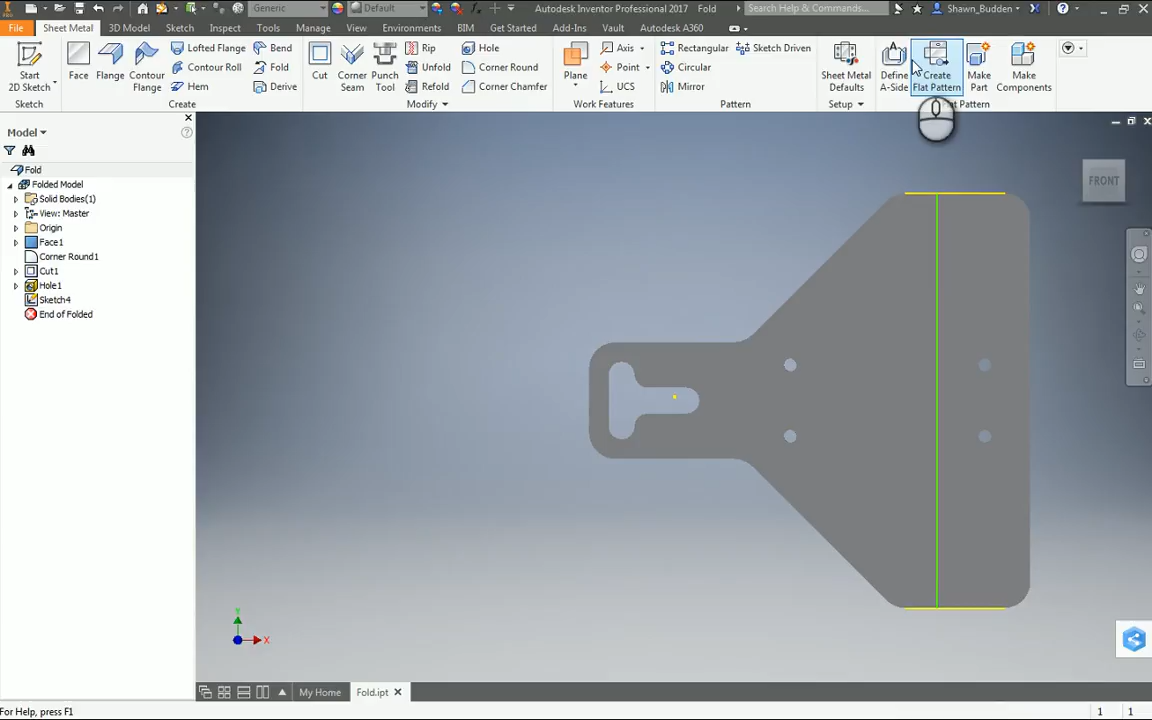 Generic
Default
Autodesk Inventor Professional 2017 Fold
Search Help & Commands...
Shawn_Budden
File Sheet Metal 3D Model Sketch Inspect Tools Manage View Environments BIM Get Started Add-Ins Vault Autodesk A360
Start
2D Sketch
Sketch
Face
Flange
Contour
Flange
Lofted Flange
Contour Roll
Hem
Bend
Fold
Derive
Create
Cut
Corner
Seam
Punch
Tool
Rip
Unfold
Refold
Hole
Corner Round
Corner Chamfer
Modify
Plane
Axis
Point
UCS
Work Features
Rectangular
Circular
Mirror
Sketch Driven
Pattern
Sheet Metal
Defaults
Setup
Define
A-Side
Create
Flat Pattern
Make
Part
Make
Components
at Pattern
Model
?
Fold
Folded Model
Solid Bodies(1)
View: Master
Origin
Face1
Corner Round1
Cut1
Hole1
Sketch4
End of Folded
FRONT
Y
X
My Home
Fold.ipt
For Help, press F1
1
1